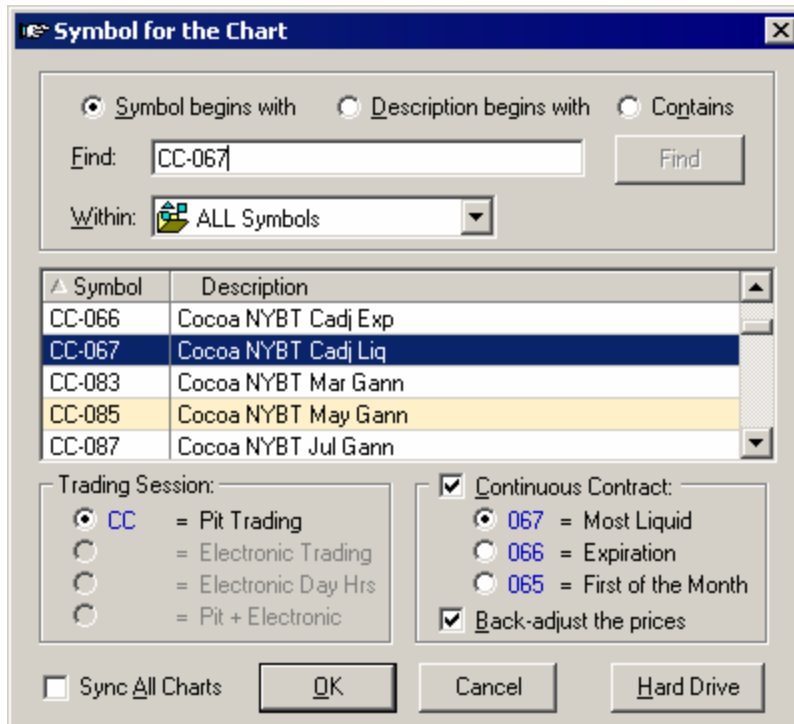 Symbol for the Chart
Symbol begins with Description begins with Contains
Find: CC-067 Find
Within: ALL Symbols
Symbol Description
CC-066 Cocoa NYBT Cadj Exp
CC-067 Cocoa NYBT Cadj Liq
CC-083 Cocoa NYBT Mar Gann
CC-085 Cocoa NYBT May Gann
CC-087 Cocoa NYBT Jul Gann
Trading Session:
CC = Pit Trading
= Electronic Trading
= Electronic Day Hrs
= Pit + Electronic
Continuous Contract:
067 = Most Liquid
066 = Expiration
065 = First of the Month
Back-adjust the prices
Sync All Charts OK Cancel Hard Drive